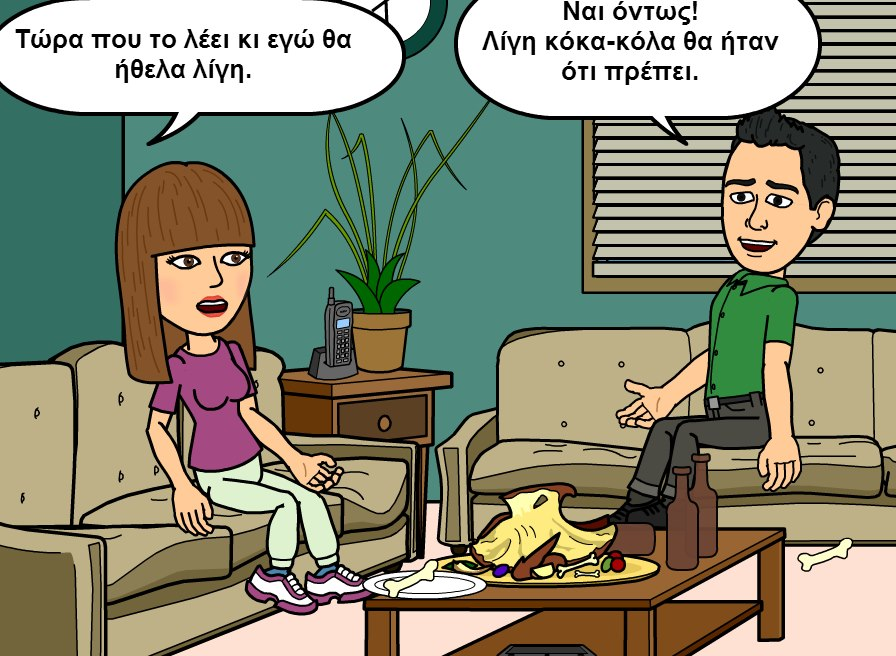 Τώρα που το λέει κι εγώ θα
ήθελα λίγη.
Ναι όντως!
Λίγη κόκα-κόλα θα ήταν
ότι πρέπει.